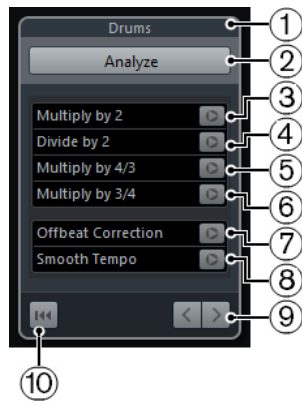 Drums ①
Analyze ②
Multiply by 2 ③
Divide by 2 ④
Multiply by 4/3 ⑤
Multiply by 3/4 ⑥
Offbeat Correction ⑦
Smooth Tempo ⑧
⑨
⑩